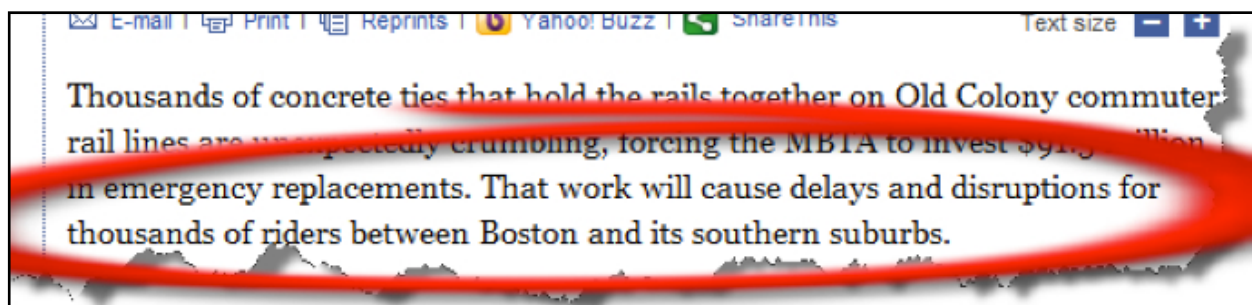 E-mail | Print | Reprints | Yahoo! Buzz | ShareThis Text size
Thousands of concrete ties that hold the rails together on Old Colony commuter
rail lines are unexpectedly crumbling, forcing the MBTA to invest
in emergency replacements. That work will cause delays and disruptions for
thousands of riders between Boston and its southern suburbs.